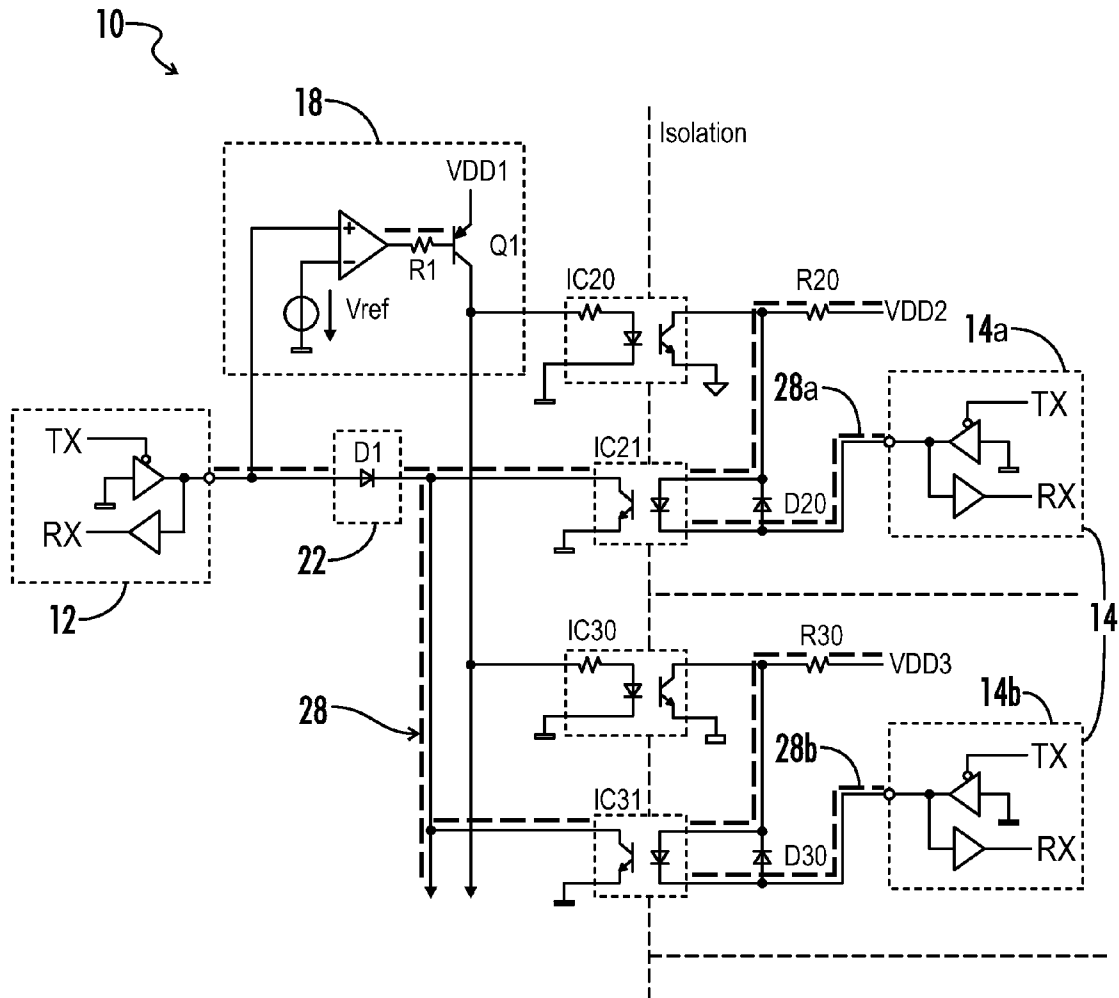 10
18
Isolation
VDD1
+
−
R1
Q1
Vref
IC20
R20
VDD2
14a
28a
TX
RX
TX
RX
D1
22
12
IC21
D20
14
IC30
R30
VDD3
14b
28
28b
TX
RX
IC31
D30